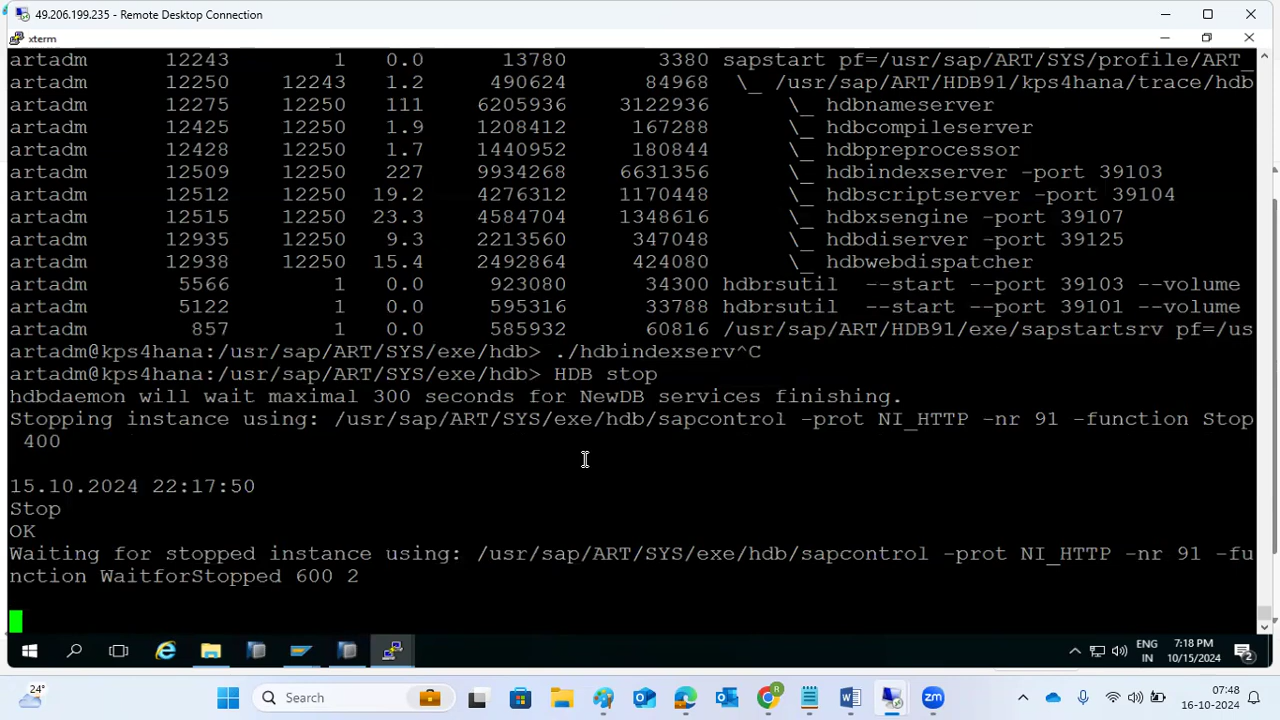 49.206.199.235 - Remote Desktop Connection
xterm
artadm 12243 1 0.0 13780 3380 sapstart pf=/usr/sap/ART/SYS/profile/ART_
artadm 12250 12243 1.2 490624 84968 \_ /usr/sap/ART/HDB91/kps4hana/trace/hdb
artadm 12275 12250 111 6205936 3122936 \_ hdbnameserver
artadm 12425 12250 1.9 1208412 167288 \_ hdbcompileserver
artadm 12428 12250 1.7 1440952 180844 \_ hdbpreprocessor
artadm 12509 12250 227 9934268 6631356 \_ hdbindexserver -port 39103
artadm 12512 12250 19.2 4276312 1170448 \_ hdbscriptserver -port 39104
artadm 12515 12250 23.3 4584704 1348616 \_ hdbxsengine -port 39107
artadm 12935 12250 9.3 2213560 347048 \_ hdbdiserver -port 39125
artadm 12938 12250 15.4 2492864 424080 \_ hdbwebdispatcher
artadm 5566 1 0.0 923080 34300 hdbrsutil --start --port 39103 --volume
artadm 5122 1 0.0 595316 33788 hdbrsutil --start --port 39101 --volume
artadm 857 1 0.0 585932 60816 /usr/sap/ART/HDB91/exe/sapstartsrv pf=/us
artadm@kps4hana:/usr/sap/ART/SYS/exe/hdb> ./hdbindexserv^C
artadm@kps4hana:/usr/sap/ART/SYS/exe/hdb> HDB stop
hdbdaemon will wait maximal 300 seconds for NewDB services finishing.
Stopping instance using: /usr/sap/ART/SYS/exe/hdb/sapcontrol -prot NI_HTTP -nr 91 -function Stop
400
15.10.2024 22:17:50
Stop
OK
Waiting for stopped instance using: /usr/sap/ART/SYS/exe/hdb/sapcontrol -prot NI_HTTP -nr 91 -fu
nction WaitforStopped 600 2
ENG
IN
7:18 PM
10/15/2024
2
24°
Search
zm
07:48
16-10-2024